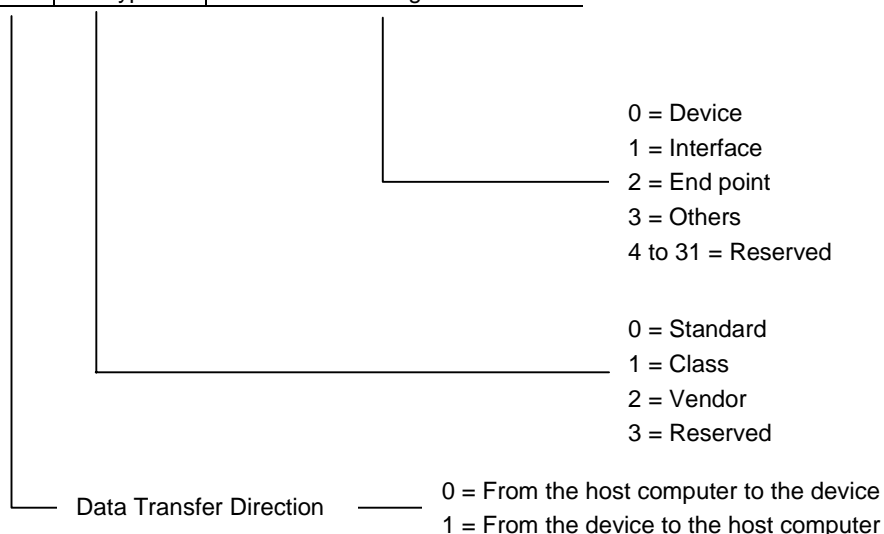 0 = Device
1 = Interface
2 = End point
3 = Others
4 to 31 = Reserved
0 = Standard
1 = Class
2 = Vendor
3 = Reserved
Data Transfer Direction
0 = From the host computer to the device
1 = From the device to the host computer